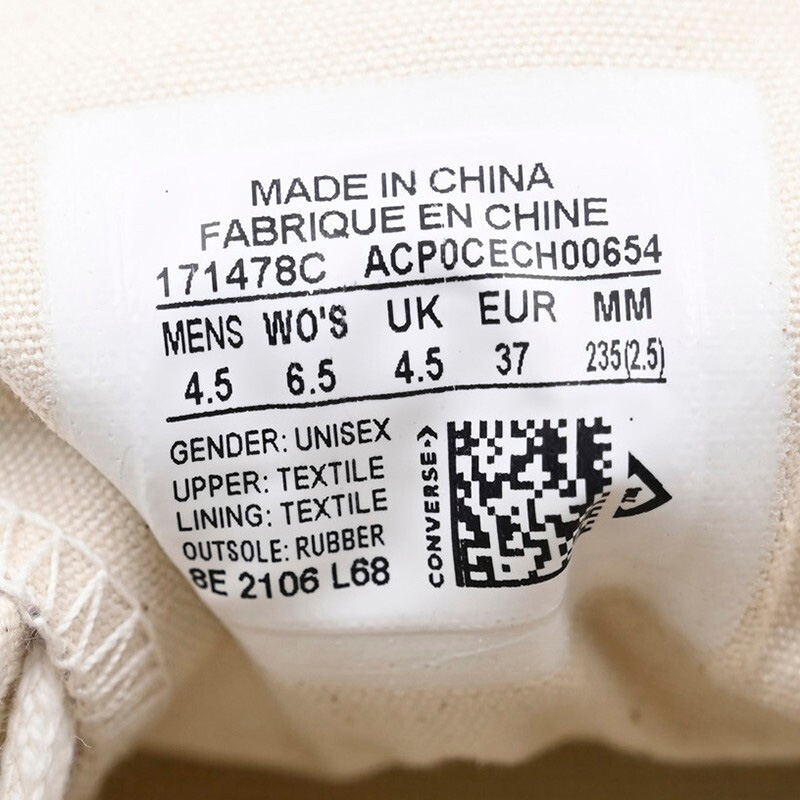 MADE IN CHINA
FABRIQUE EN CHINE
171478C ACP0CECH00654
MENS WO'S UK EUR MM
4.5 6.5 4.5 37 235(2.5)
GENDER: UNISEX
UPPER: TEXTILE
LINING: TEXTILE
OUTSOLE: RUBBER
BE 2106 L68
CONVERSE